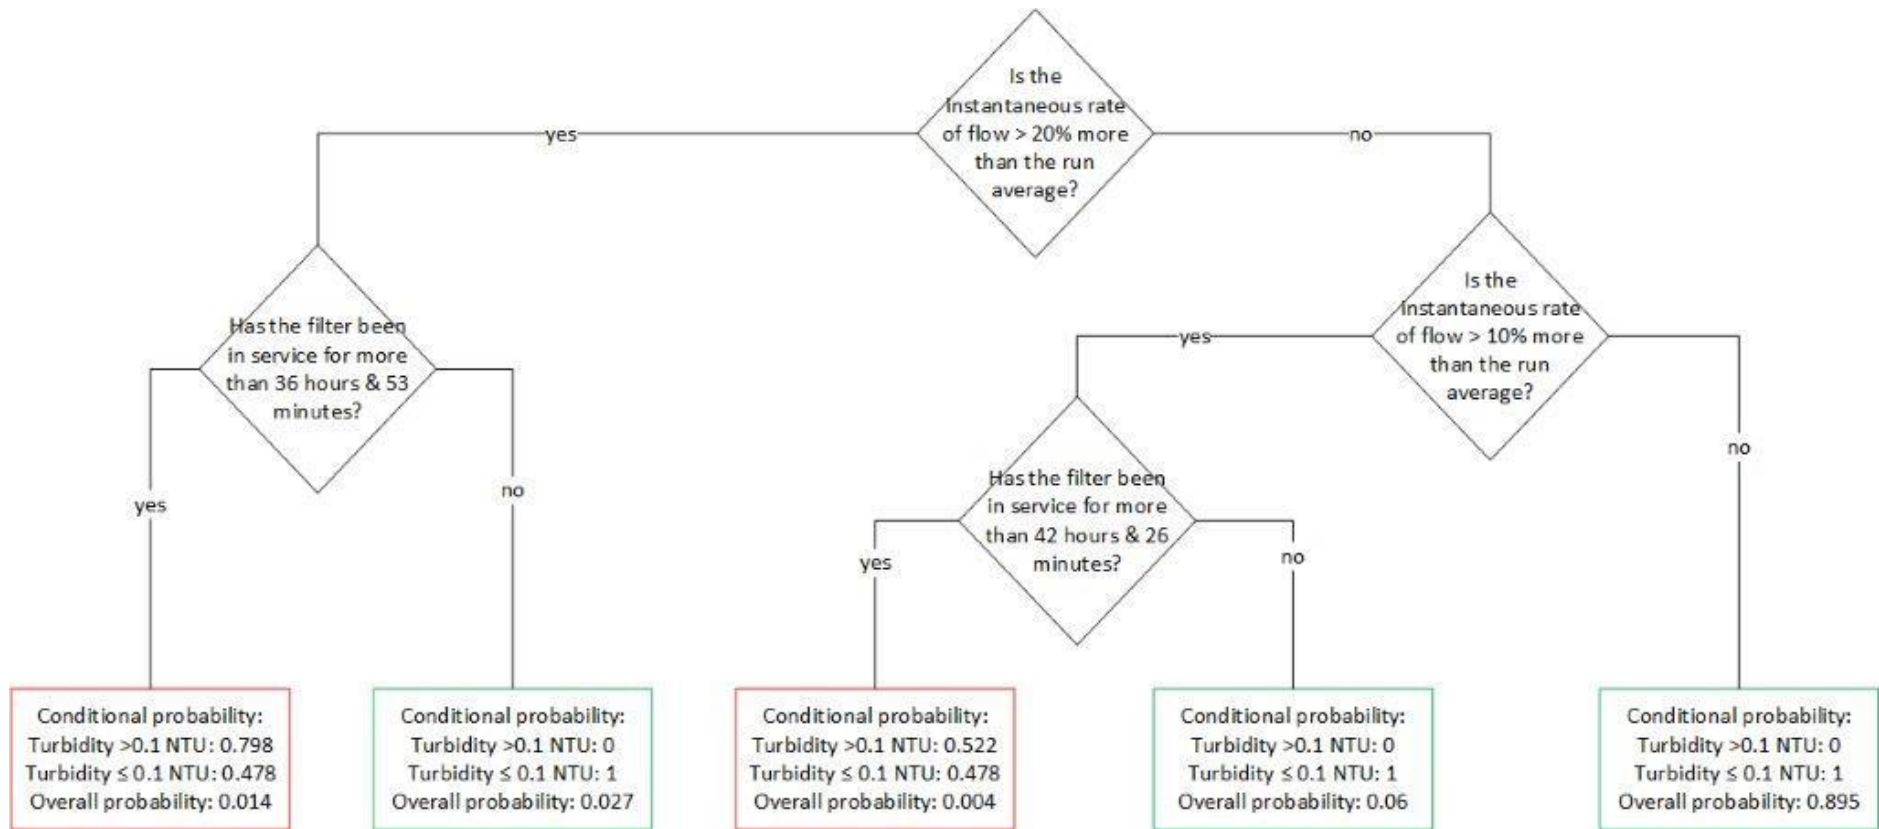 Is the
instantaneous rate
of flow > 20% more
than the run
average?
yes
no
Has the filter been
in service for more
than 36 hours & 53
minutes?
Is the
instantaneous rate
of flow > 10% more
than the run
average?
yes
no
yes
no
Has the filter been
in service for more
than 42 hours & 26
minutes?
yes
no
Conditional probability:
Turbidity >0.1 NTU: 0.798
Turbidity ≤ 0.1 NTU: 0.478
Overall probability: 0.014
Conditional probability:
Turbidity >0.1 NTU: 0
Turbidity ≤ 0.1 NTU: 1
Overall probability: 0.027
Conditional probability:
Turbidity >0.1 NTU: 0.522
Turbidity ≤ 0.1 NTU: 0.478
Overall probability: 0.004
Conditional probability:
Turbidity >0.1 NTU: 0
Turbidity ≤ 0.1 NTU: 1
Overall probability: 0.06
Conditional probability:
Turbidity >0.1 NTU: 0
Turbidity ≤ 0.1 NTU: 1
Overall probability: 0.895